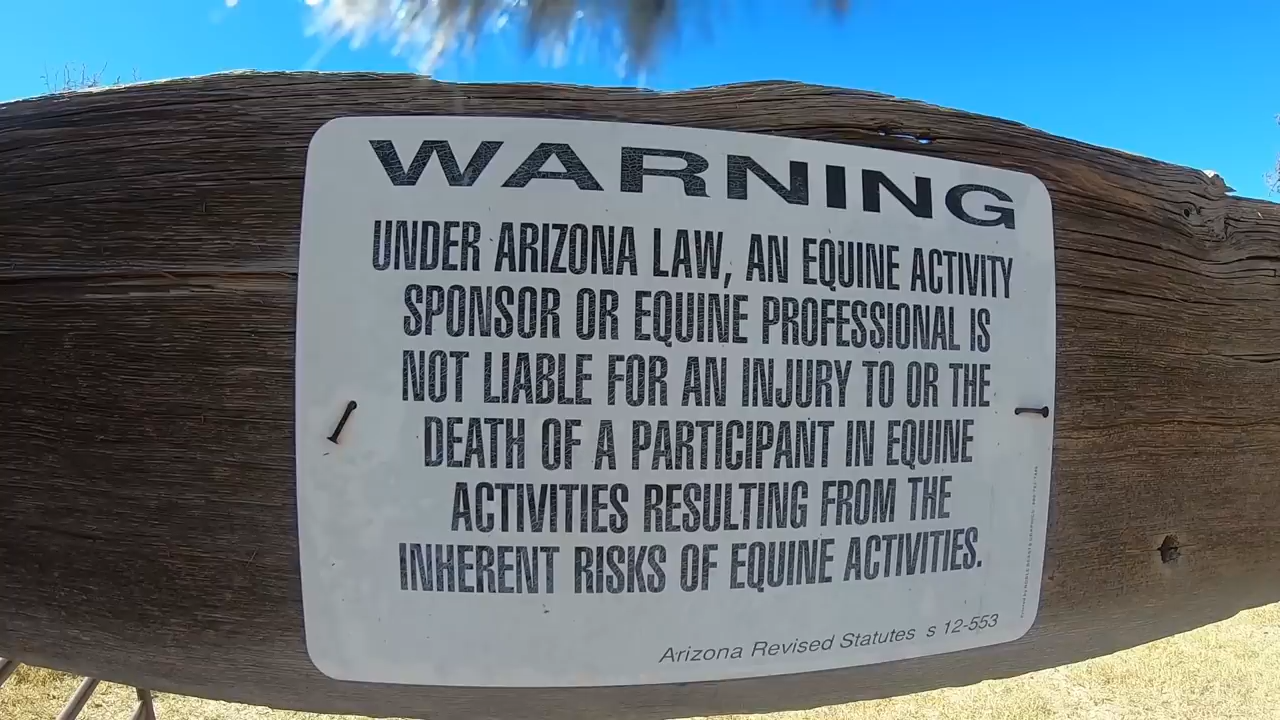 WARNING
UNDER ARIZONA LAW, AN EQUINE ACTIVITY
SPONSOR OR EQUINE PROFESSIONAL IS
NOT LIABLE FOR AN INJURY TO OR THE
DEATH OF A PARTICIPANT IN EQUINE
ACTIVITIES RESULTING FROM THE
INHERENT RISKS OF EQUINE ACTIVITIES.
Arizona Revised Statutes s 12-553